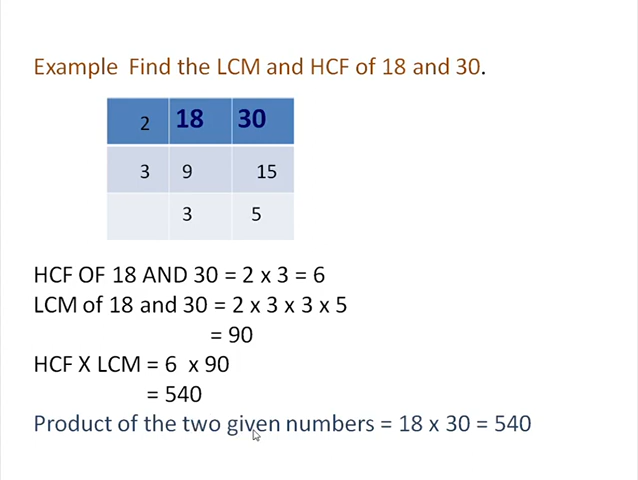 Example Find the LCM and HCF of 18 and 30.
2 18 30
3 9 15
3 5
HCF OF 18 AND 30 = 2 x 3 = 6
LCM of 18 and 30 = 2 x 3 x 3 x 5
= 90
HCF X LCM = 6 x 90
= 540
Product of the two given numbers = 18 x 30 = 540